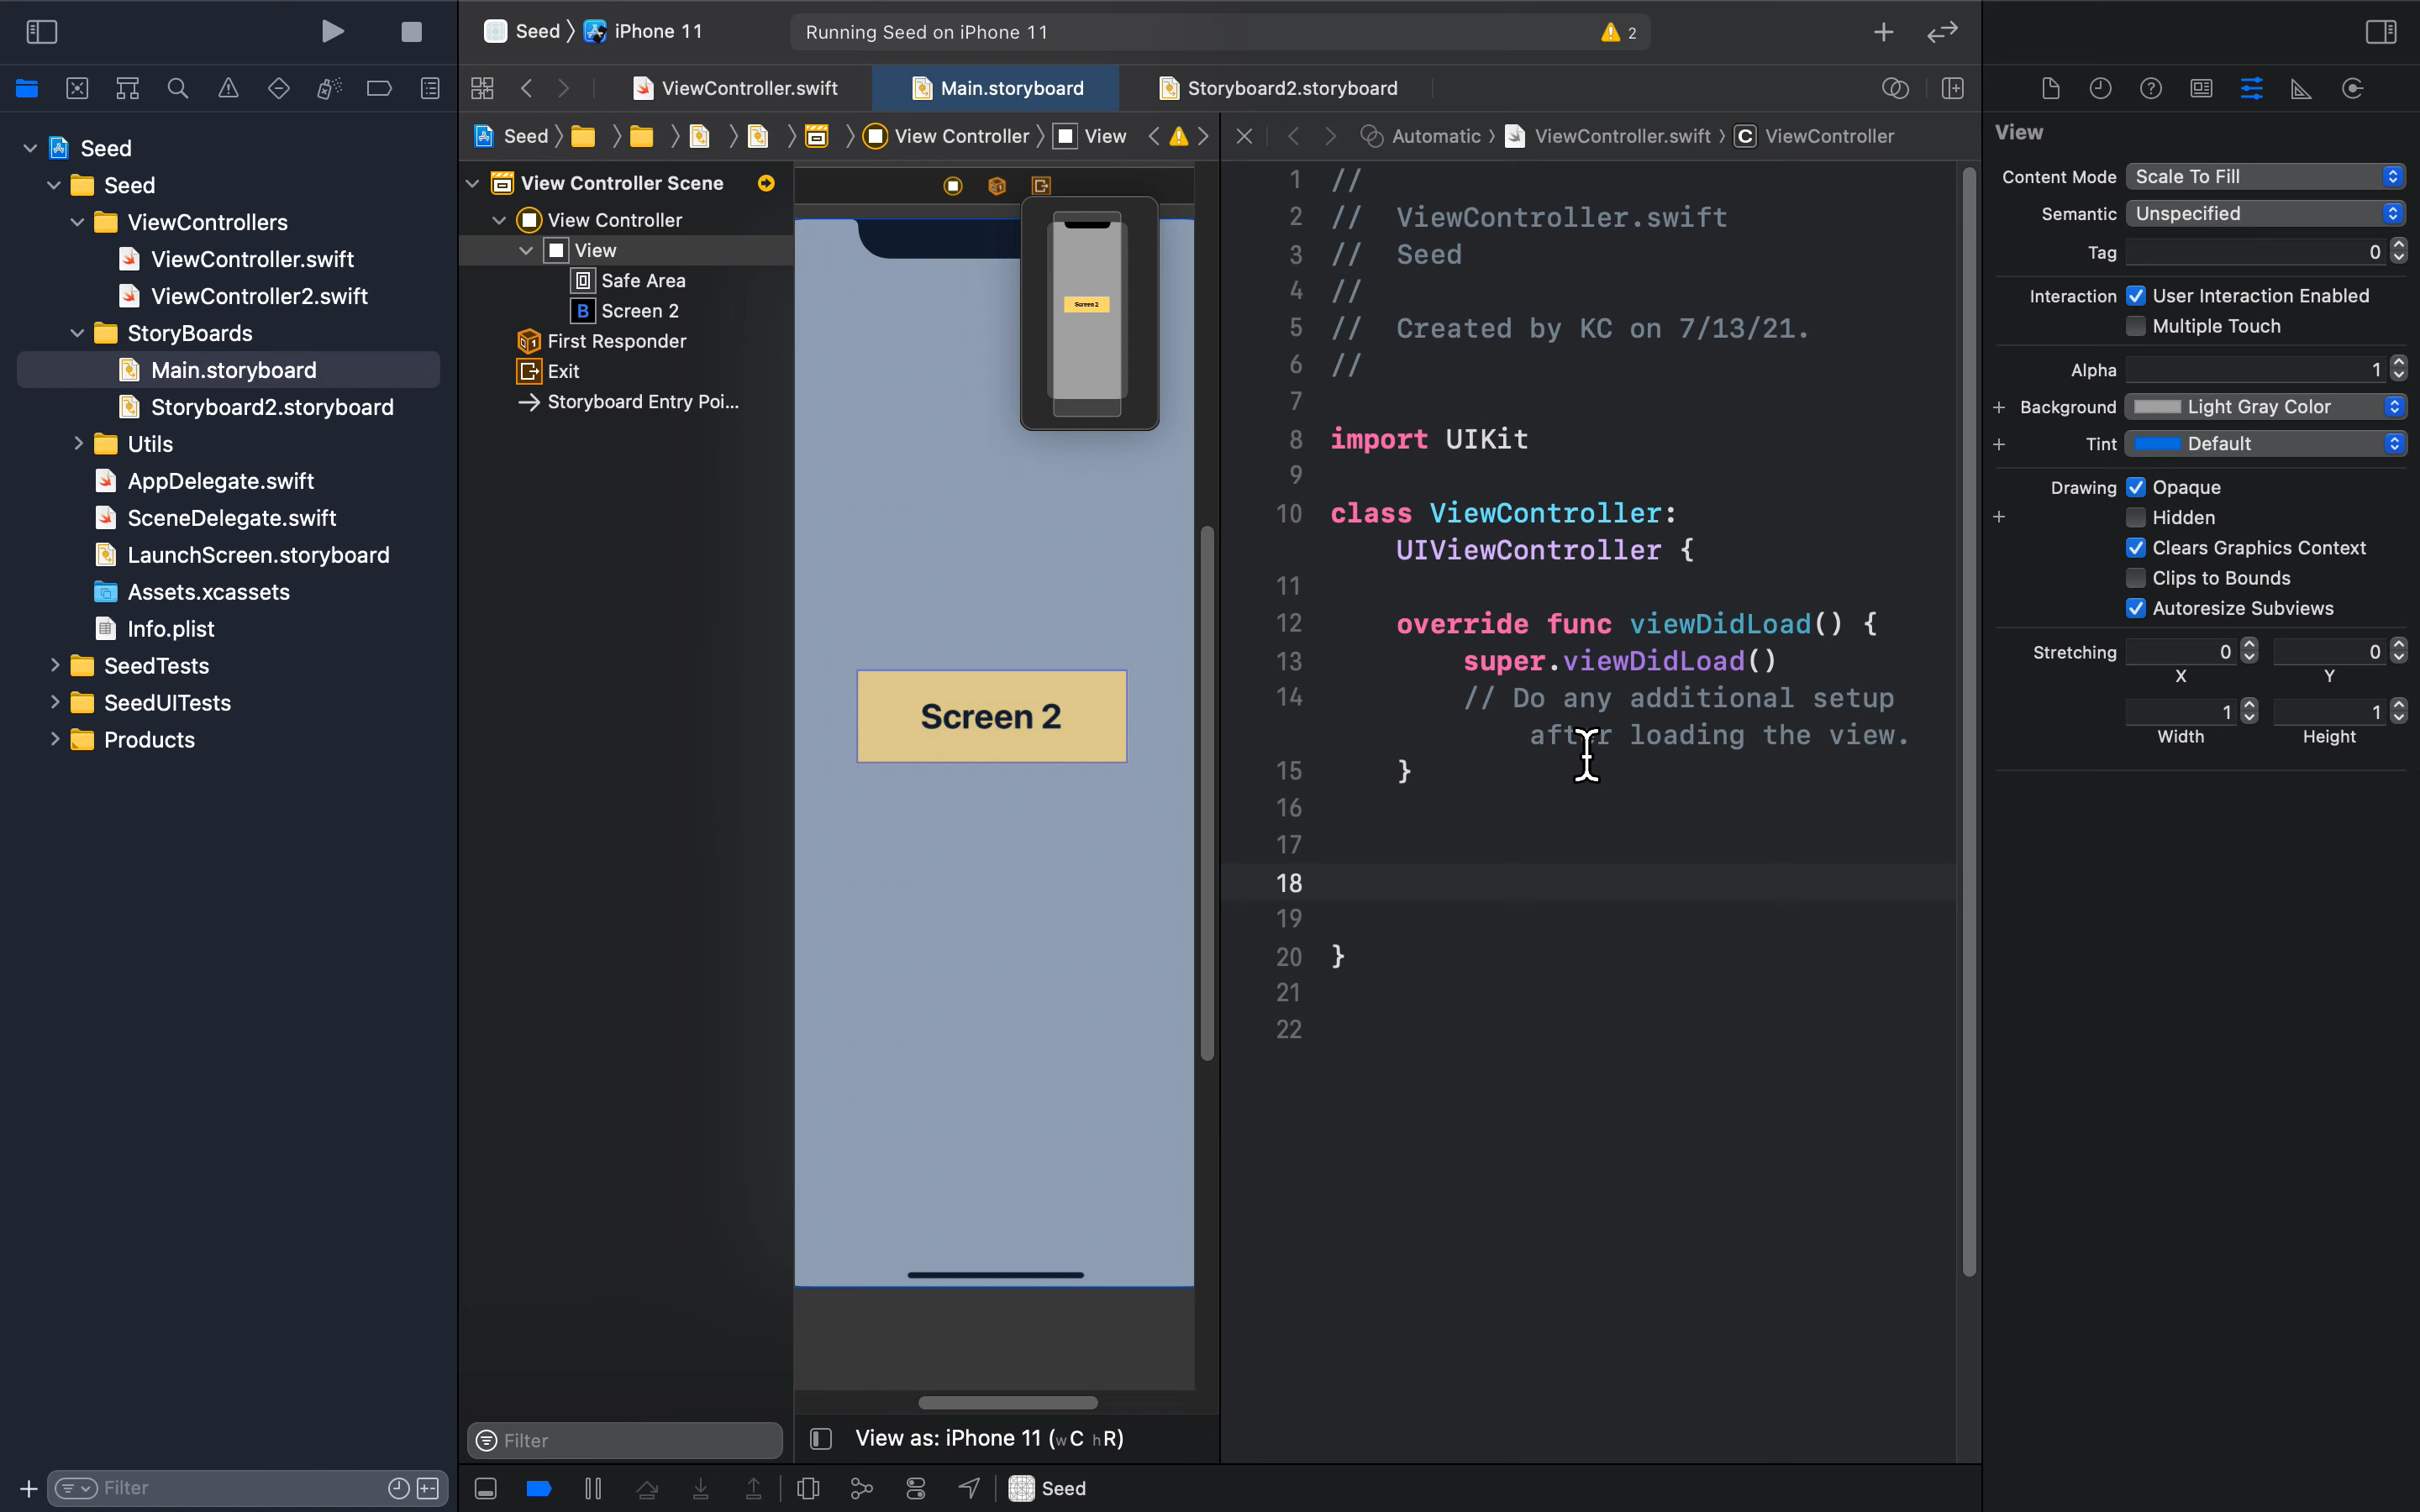 Seed
iPhone 11
Running Seed on iPhone 11
2
ViewController.swift
Main.storyboard
Storyboard2.storyboard
Seed
View Controller
View
Automatic
ViewController.swift
C
ViewController
Seed
Seed
ViewControllers
ViewController.swift
ViewController2.swift
StoryBoards
Main.storyboard
Storyboard2.storyboard
Utils
AppDelegate.swift
SceneDelegate.swift
LaunchScreen.storyboard
Assets.xcassets
Info.plist
SeedTests
SeedUITests
Products
Filter
View Controller Scene
View Controller
View
Safe Area
B Screen 2
First Responder
Exit
Storyboard Entry Poi...
Filter
Screen 2
Screen 2
View as: iPhone 11 (wC hR)
Seed
1 //
2 //  ViewController.swift
3 //  Seed
4 //
5 //  Created by KC on 7/13/21.
6 //
7
8 import UIKit
9
10 class ViewController:
UIViewController {
11
12 override func viewDidLoad() {
13 super.viewDidLoad()
14 // Do any additional setup
after loading the view.
15 }
16
17
18
19
20 }
21
22
View
Content Mode Scale To Fill
Semantic Unspecified
Tag 0
Interaction User Interaction Enabled
Multiple Touch
Alpha 1
+ Background Light Gray Color
+ Tint Default
Drawing Opaque
+ Hidden
Clears Graphics Context
Clips to Bounds
Autoresize Subviews
Stretching 0 0
X Y
1 1
Width Height